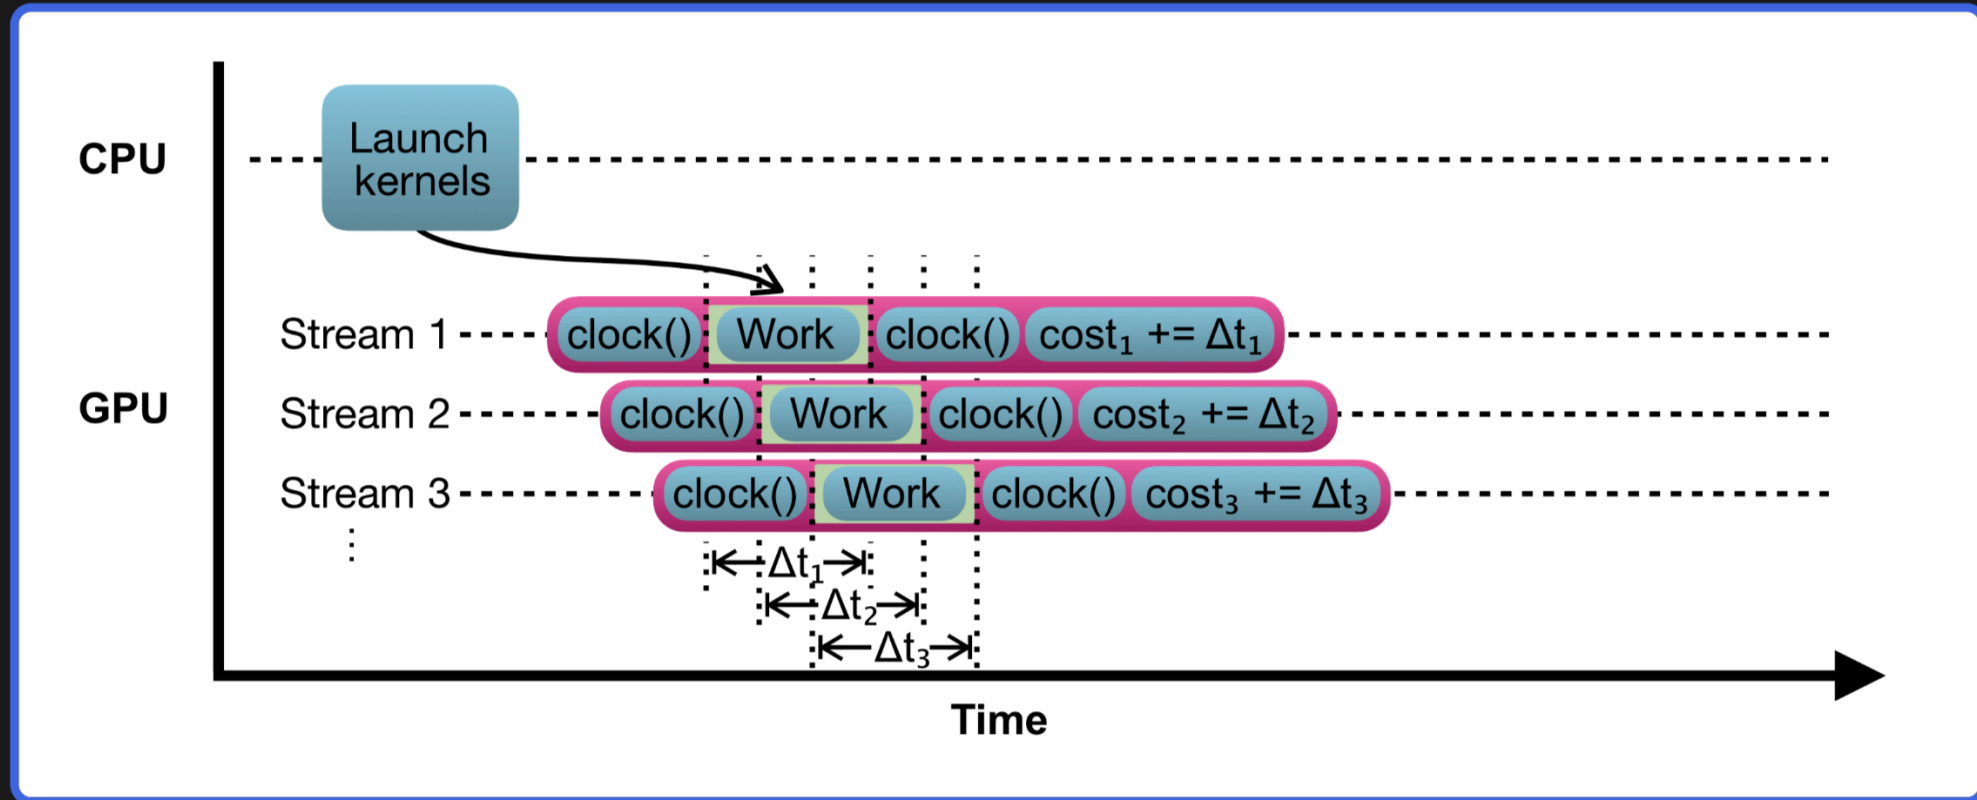 CPU
Launch
kernels
GPU
Stream 1
clock() Work clock() cost₁ += Δt₁
Stream 2
clock() Work clock() cost₂ += Δt₂
Stream 3
clock() Work clock() cost₃ += Δt₃
Δt₁
Δt₂
Δt₃
Time